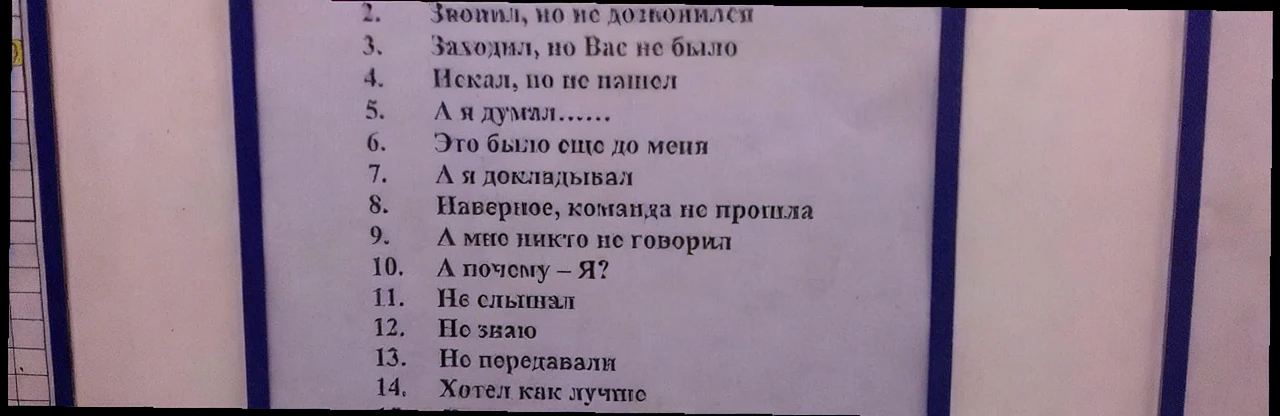 2. Звонил, но не дозвонился
3. Заходил, но Вас не было
4. Искал, но не нашел
5. А я думал......
6. Это было еще до меня
7. А я докладывал
8. Наверное, команда не прошла
9. А мне никто не говорил
10. А почему – Я?
11. Не слышал
12. Не знаю
13. Не передавали
14. Хотел как лучше